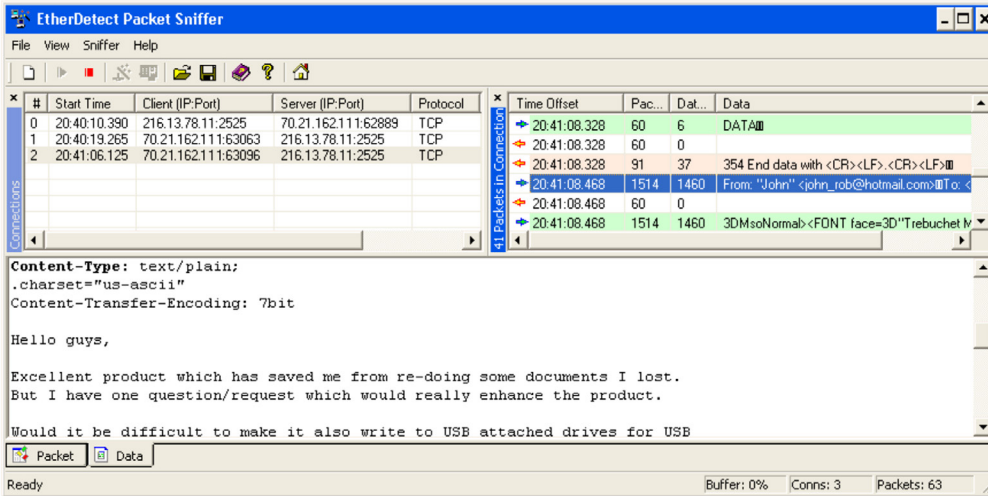 EtherDetect Packet Sniffer
File View Sniffer Help
Connections
# Start Time Client (IP:Port) Server (IP:Port) Protocol
0 20:40:10.390 216.13.78.11:2525 70.21.162.111:62889 TCP
1 20:40:19.265 70.21.162.111:63063 216.13.78.11:2525 TCP
2 20:41:06.125 70.21.162.111:63096 216.13.78.11:2525 TCP
41 Packets in Connection
Time Offset Pac... Dat... Data
20:41:08.328 60 6 DATA
20:41:08.328 60 0
20:41:08.328 91 37 354 End data with <CR><LF>.<CR><LF>
20:41:08.468 1514 1460 From: "John" <john_rob@hotmail.com> To: <
20:41:08.468 60 0
20:41:08.468 1514 1460 3DMsoNormal><FONT face=3D"Trebuchet M
Content-Type: text/plain;
.charset="us-ascii"
Content-Transfer-Encoding: 7bit
Hello guys,
Excellent product which has saved me from re-doing some documents I lost.
But I have one question/request which would really enhance the product.
Would it be difficult to make it also write to USB attached drives for USB
Packet Data
Ready Buffer: 0% Conns: 3 Packets: 63